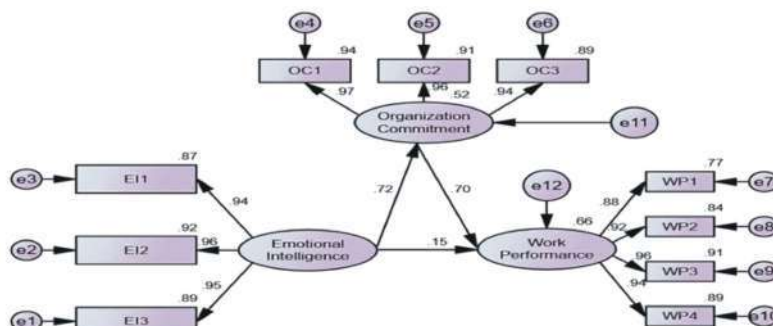 e4
e5
e6
.94
.91
.89
OC1
OC2
OC3
.97
.96
.52
.94
Organization
Commitment
e11
.87
e3
EI1
.94
.72
.70
e12
.77
WP1
e7
.88
.66
.92
e2
EI2
.96
Emotional
Intelligence
.15
Work
Performance
.92
.84
WP2
e8
.96
.91
WP3
e9
.95
.89
e1
EI3
.94
.89
WP4
e10